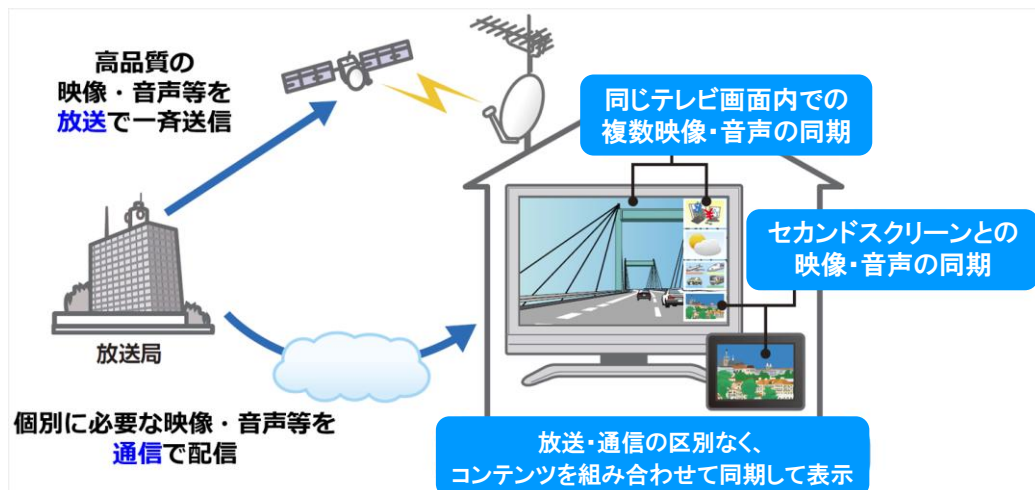 高品質の
映像・音声等を
放送で一斉送信
同じテレビ画面内での
複数映像・音声の同期
セカンドスクリーンとの
映像・音声の同期
放送局
個別に必要な映像・音声等を
通信で配信
放送・通信の区別なく、
コンテンツを組み合わせて同期して表示